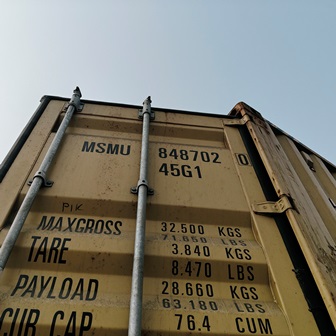 MSMU 848702 0
45G1
PIK
MAXGROSS 32.500 KGS
71.650 LBS
TARE 3.840 KGS
8.470 LBS
PAYLOAD 28.660 KGS
63.180 LBS
CUB CAP 76.4 CUM